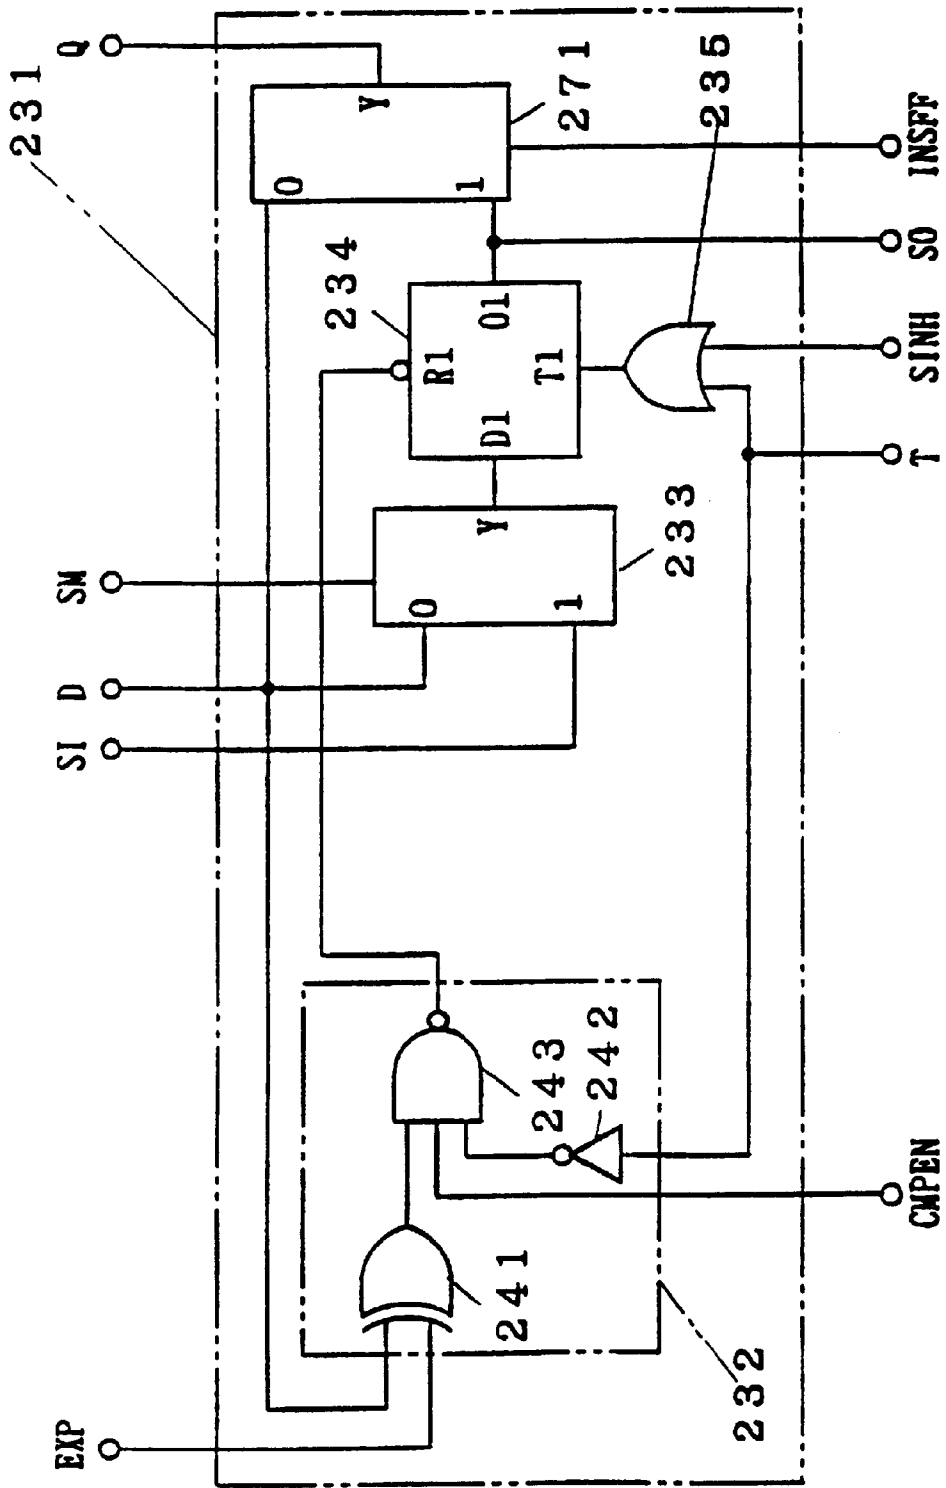 231
EXP
SI
D
SM
Q
232
241
243
242
0
1
Y
233
234
R1
D1
O1
T1
0
1
Y
271
235
CMPEN
T
SINH
SO
INSFF